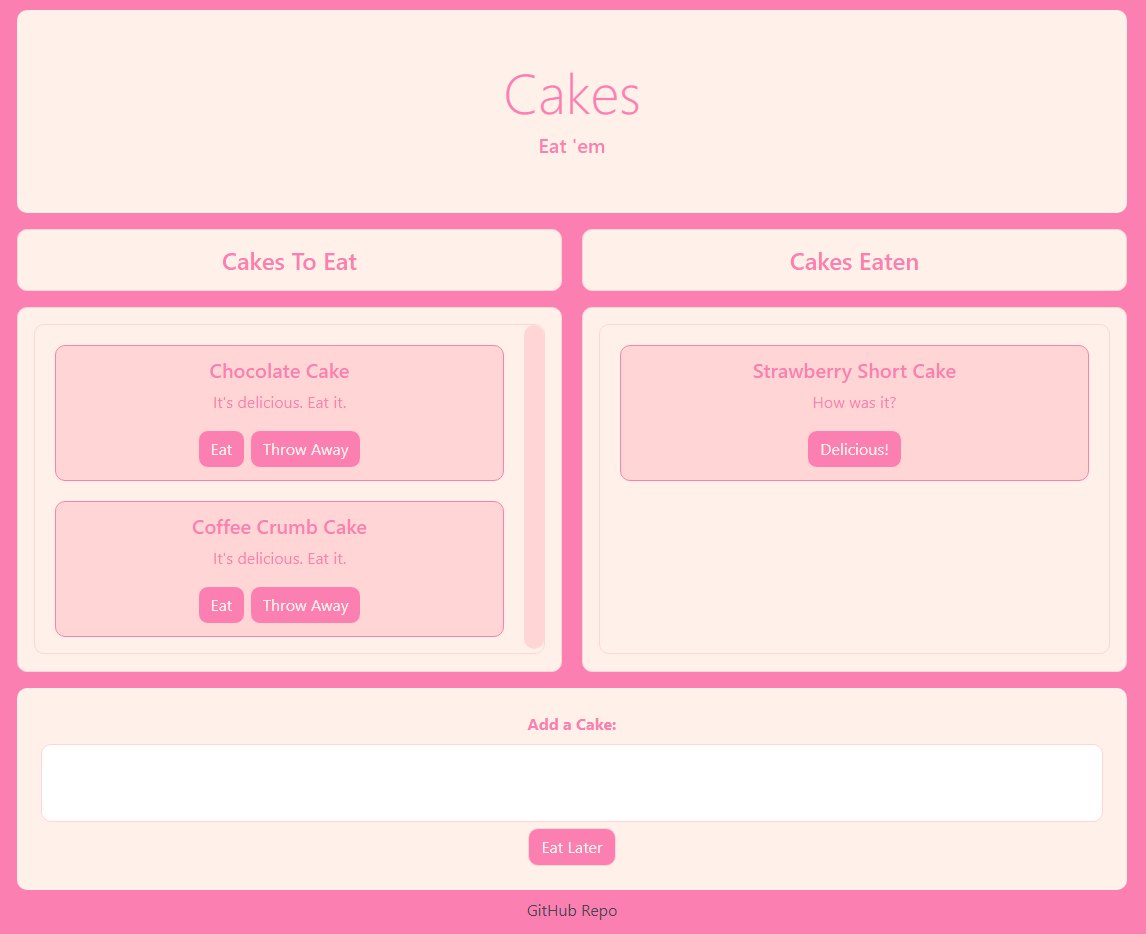 Cakes
Eat 'em
Cakes To Eat
Cakes Eaten
Chocolate Cake
It's delicious. Eat it.
Eat
Throw Away
Coffee Crumb Cake
It's delicious. Eat it.
Eat
Throw Away
Strawberry Short Cake
How was it?
Delicious!
Add a Cake:
Eat Later
GitHub Repo